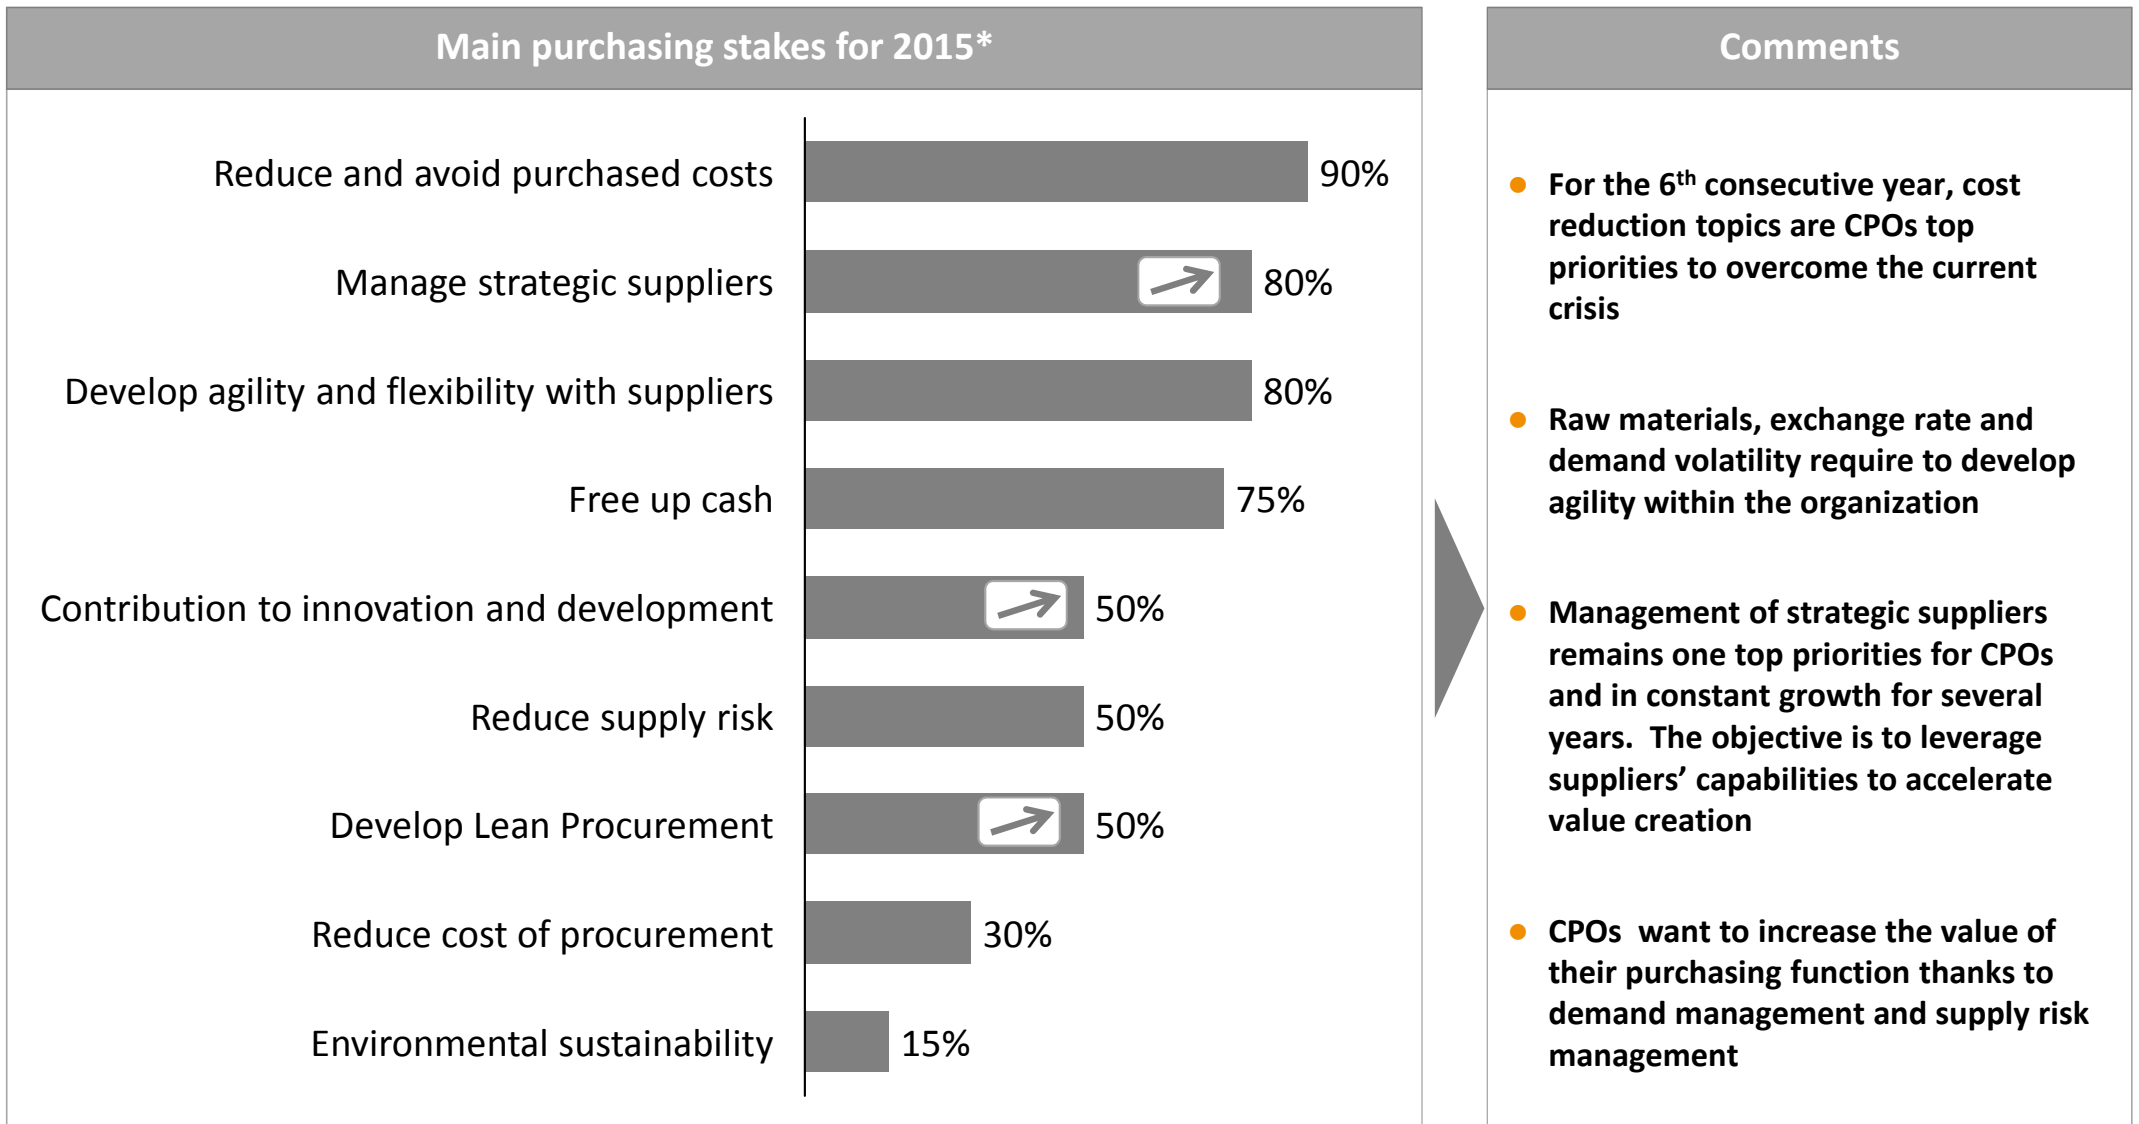 Main purchasing stakes for 2015*
Reduce and avoid purchased costs 90%
Manage strategic suppliers 80%
Develop agility and flexibility with suppliers 80%
Free up cash 75%
Contribution to innovation and development 50%
Reduce supply risk 50%
Develop Lean Procurement 50%
Reduce cost of procurement 30%
Environmental sustainability 15%
Comments
● For the 6th consecutive year, cost
reduction topics are CPOs top
priorities to overcome the current
crisis
● Raw materials, exchange rate and
demand volatility require to develop
agility within the organization
● Management of strategic suppliers
remains one top priorities for CPOs
and in constant growth for several
years.  The objective is to leverage
suppliers’ capabilities to accelerate
value creation
● CPOs  want to increase the value of
their purchasing function thanks to
demand management and supply risk
management